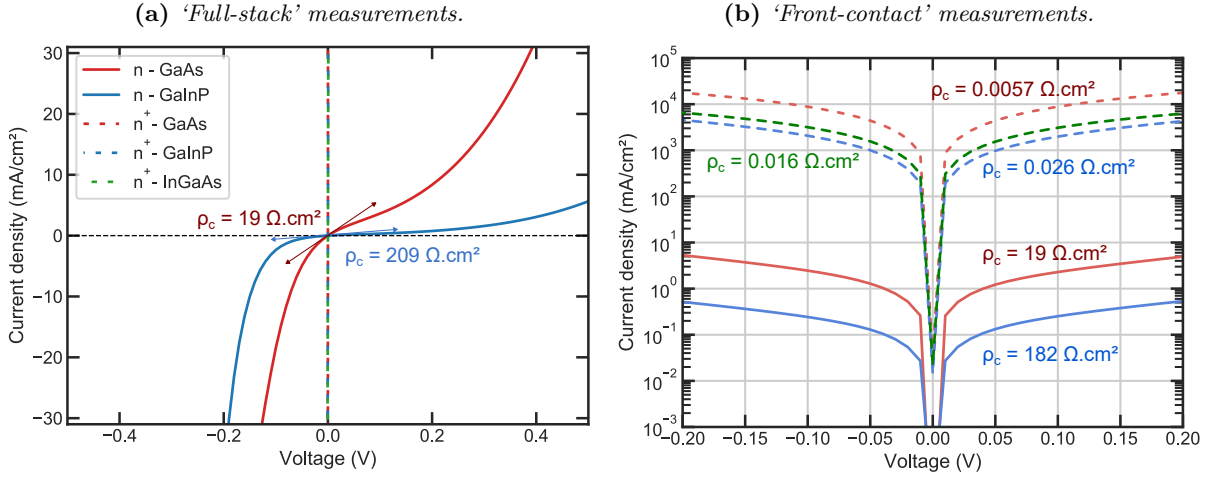 (a) ‘Full-stack’ measurements.
30
20
10
0
−10
−20
−30
−0.4
−0.2
0.0
0.2
0.4
Voltage (V)
Current density (mA/cm²)
n - GaAs
n - GaInP
n⁺ - GaAs
n⁺ - GaInP
n⁺ - InGaAs
ρc = 19 Ω.cm²
ρc = 209 Ω.cm²
(b) ‘Front-contact’ measurements.
10⁵
10⁴
10³
10²
10¹
10⁰
10⁻¹
10⁻²
10⁻³
−0.20
−0.15
−0.10
−0.05
0.00
0.05
0.10
0.15
0.20
Voltage (V)
Current density (mA/cm²)
ρc = 0.0057 Ω.cm²
ρc = 0.016 Ω.cm²
ρc = 0.026 Ω.cm²
ρc = 19 Ω.cm²
ρc = 182 Ω.cm²